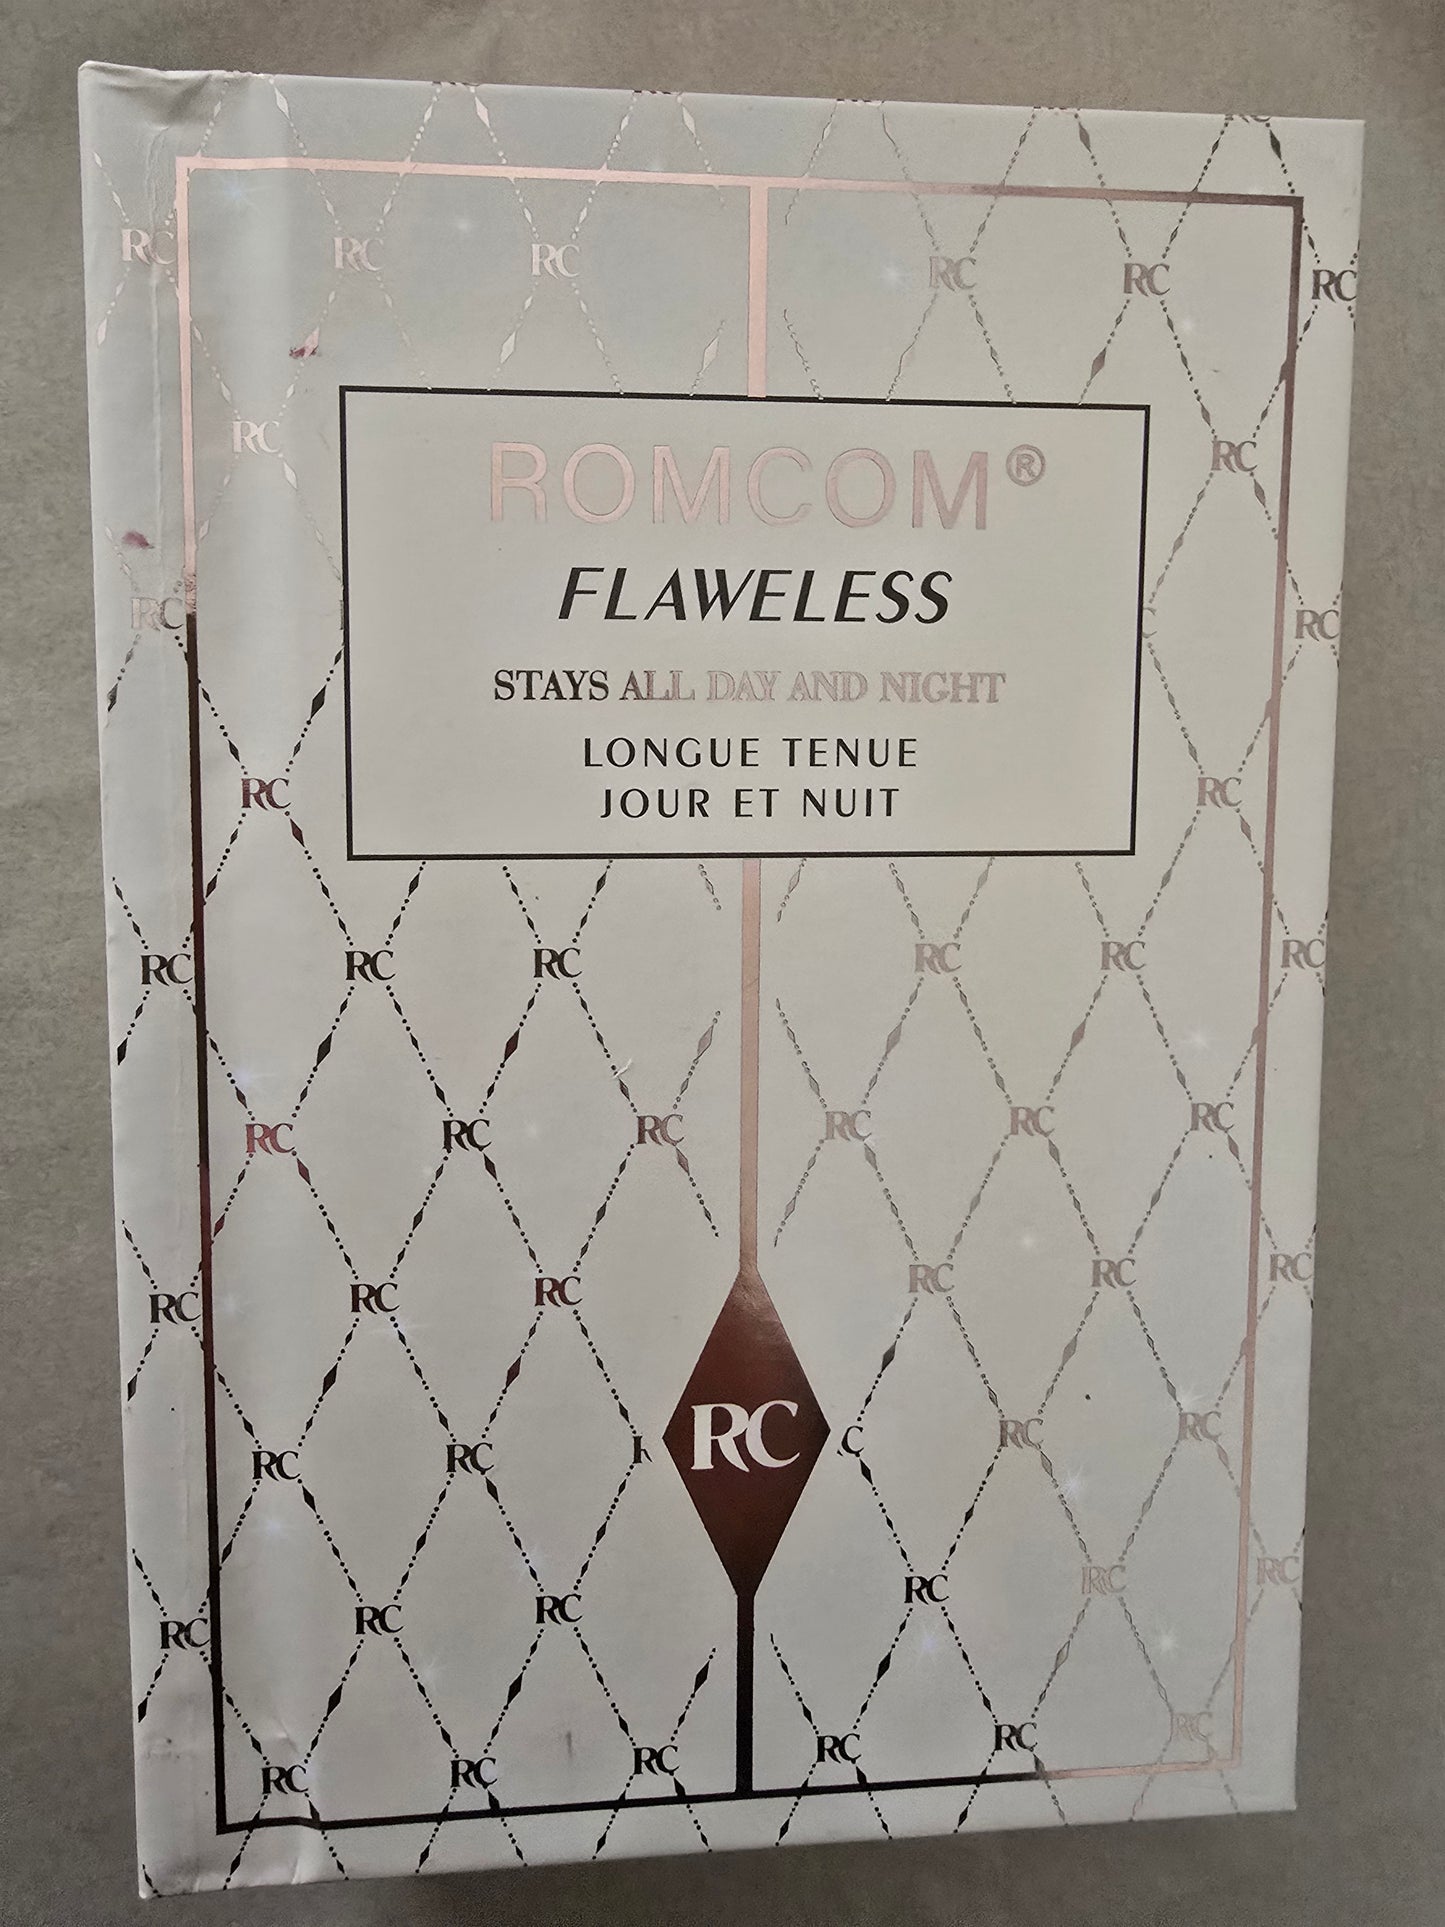 ROMCOM®
FLAWELESS
STAYS ALL DAY AND NIGHT
LONGUE TENUE
JOUR ET NUIT
RC